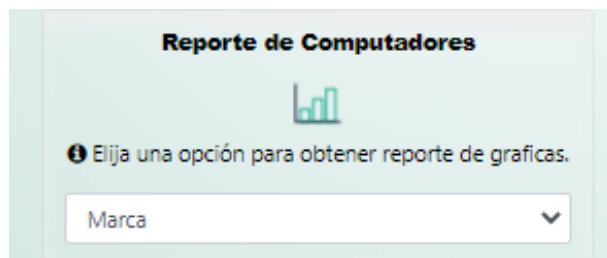 Reporte de Computadores
Elija una opción para obtener reporte de graficas.
Marca